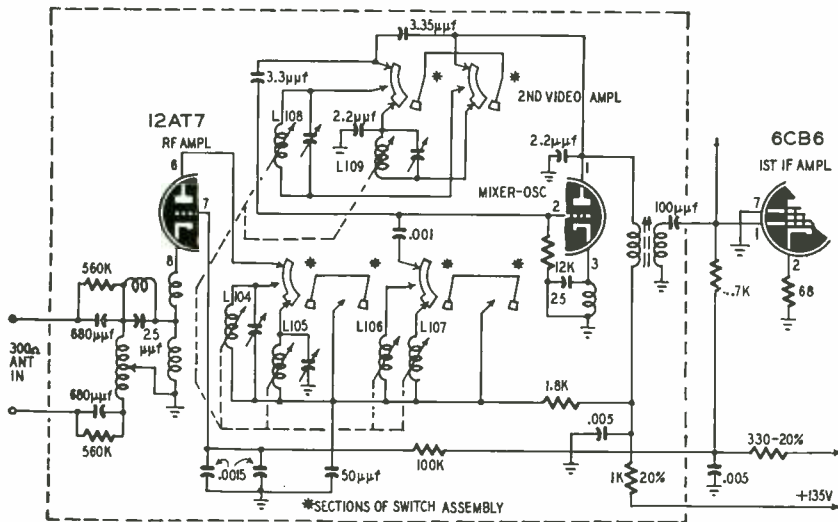 3.35μμf
3.3μμf
*
*
2ND VIDEO AMPL
12AT7
RF AMPL
6
7
8
L108
2.2μμf
L109
2.2μμf
1
MIXER-OSC
2
3
6CB6
1ST IF AMPL
100μμf
7
1
2
68
.001
12K
25
560K
680μμf
25
μμf
300Ω
ANT
IN
680μμf
560K
L104
L105
*
*
L106
L107
*
*
1.8K
.005
.0015
50μμf
100K
1K
20%
330-20%
.005
+135V
*SECTIONS OF SWITCH ASSEMBLY